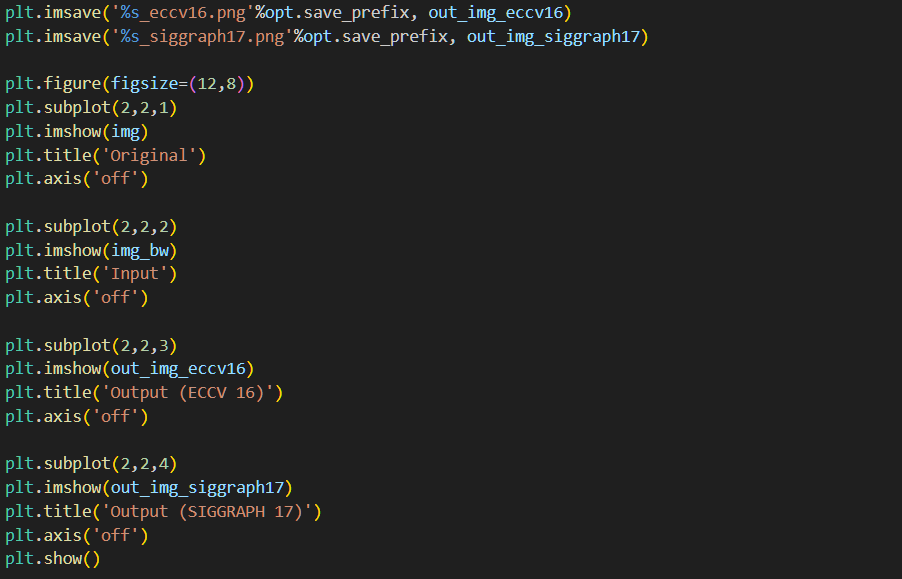 plt.imsave('%s_eccv16.png'%opt.save_prefix, out_img_eccv16)
plt.imsave('%s_siggraph17.png'%opt.save_prefix, out_img_siggraph17)

plt.figure(figsize=(12,8))
plt.subplot(2,2,1)
plt.imshow(img)
plt.title('Original')
plt.axis('off')

plt.subplot(2,2,2)
plt.imshow(img_bw)
plt.title('Input')
plt.axis('off')

plt.subplot(2,2,3)
plt.imshow(out_img_eccv16)
plt.title('Output (ECCV 16)')
plt.axis('off')

plt.subplot(2,2,4)
plt.imshow(out_img_siggraph17)
plt.title('Output (SIGGRAPH 17)')
plt.axis('off')
plt.show()